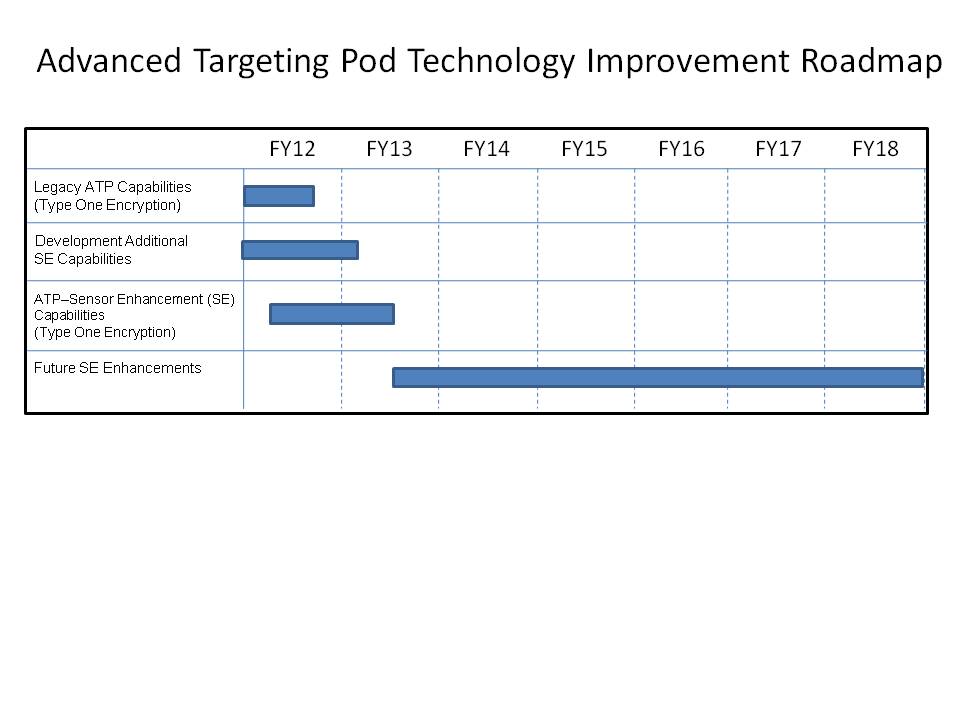 Advanced Targeting Pod Technology Improvement Roadmap
FY12 FY13 FY14 FY15 FY16 FY17 FY18
Legacy ATP Capabilities
(Type One Encryption)
Development Additional
SE Capabilities
ATP–Sensor Enhancement (SE)
Capabilities
(Type One Encryption)
Future SE Enhancements